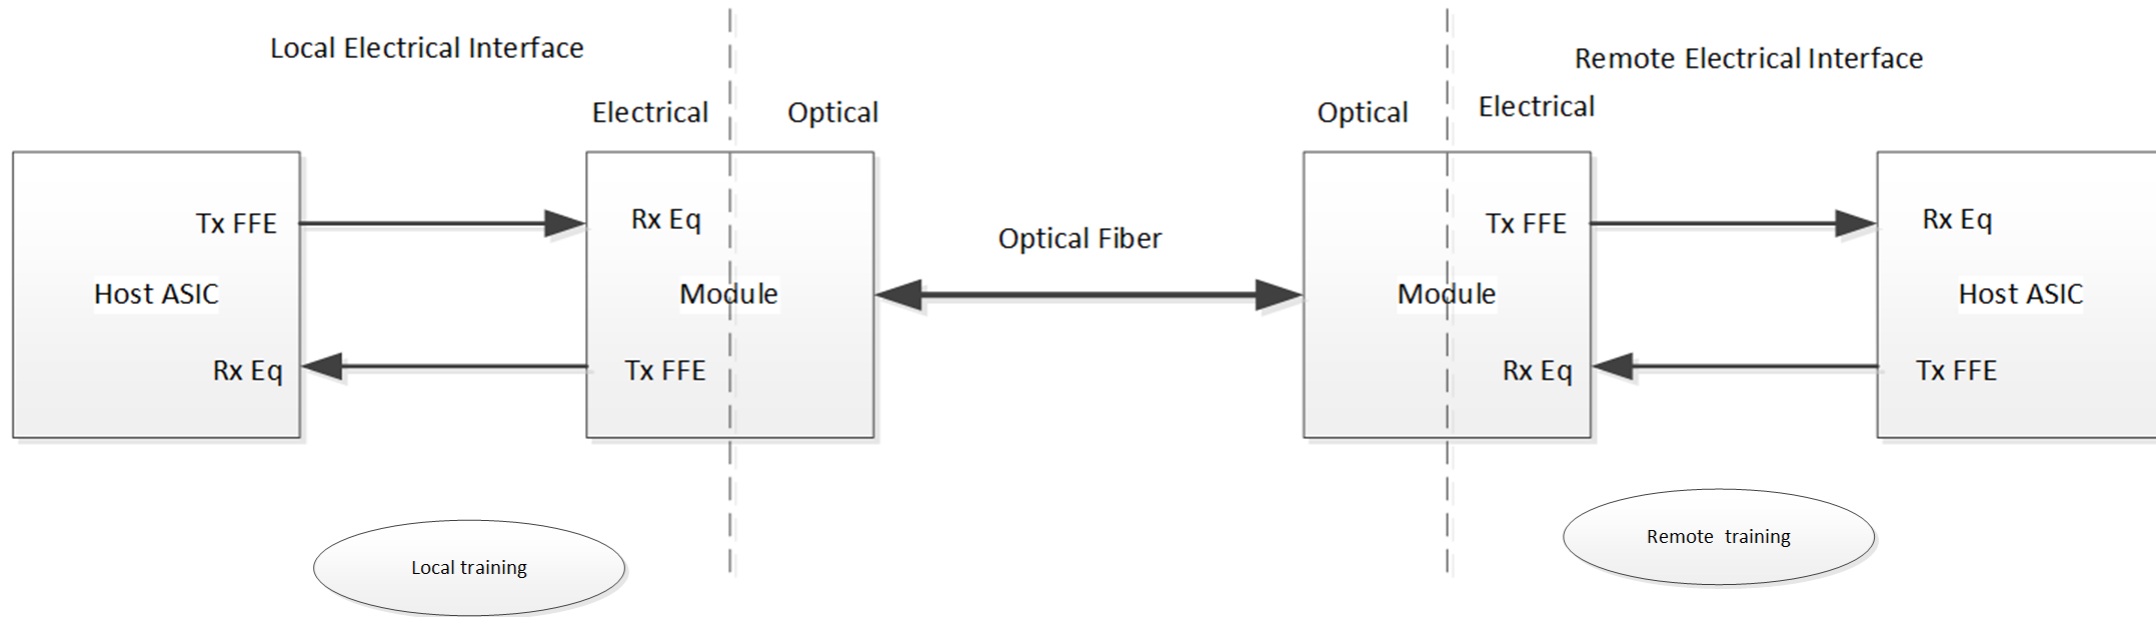 Local Electrical Interface
Remote Electrical Interface
Electrical
Optical
Optical
Electrical
Tx FFE
Rx Eq
Optical Fiber
Tx FFE
Rx Eq
Host ASIC
Module
Module
Host ASIC
Rx Eq
Tx FFE
Rx Eq
Tx FFE
Local training
Remote training